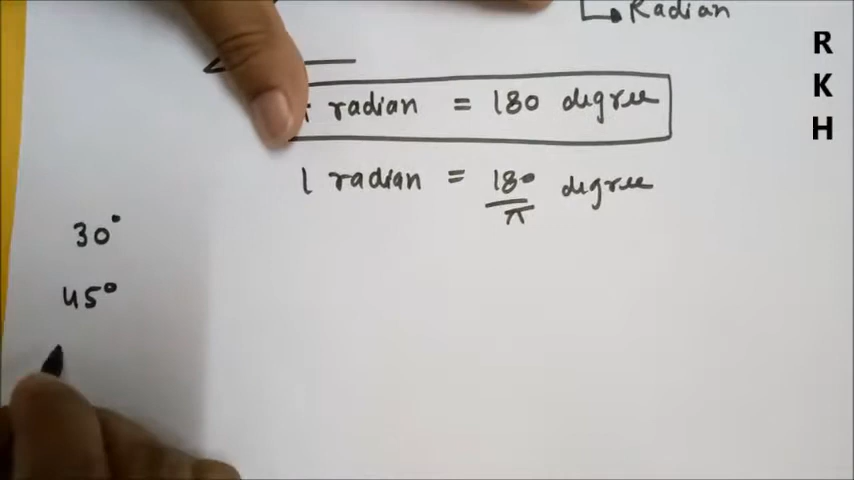 Radian
radian = 180 degree
1 radian = 180/π degree
30°
45°
R
K
H